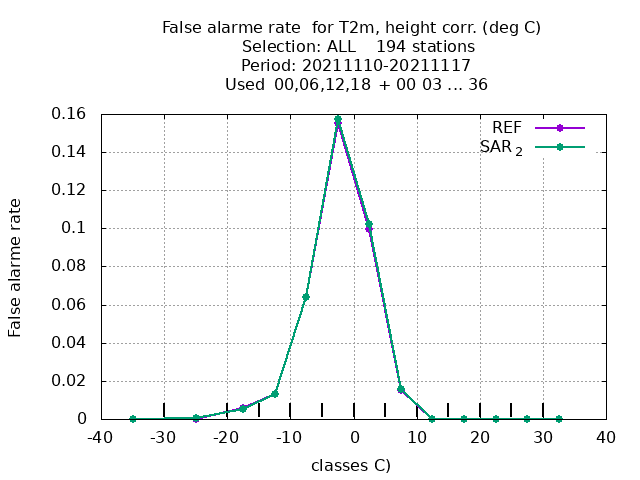 False alarme rate  for T2m, height corr. (deg C)
Selection: ALL    194 stations
Period: 20211110-20211117
Used  00,06,12,18  + 00 03 ... 36
REF
SAR 2
0.16
0.14
0.12
0.1
0.08
0.06
0.04
0.02
0
False alarme rate
-40 -30 -20 -10 0 10 20 30 40
classes C)